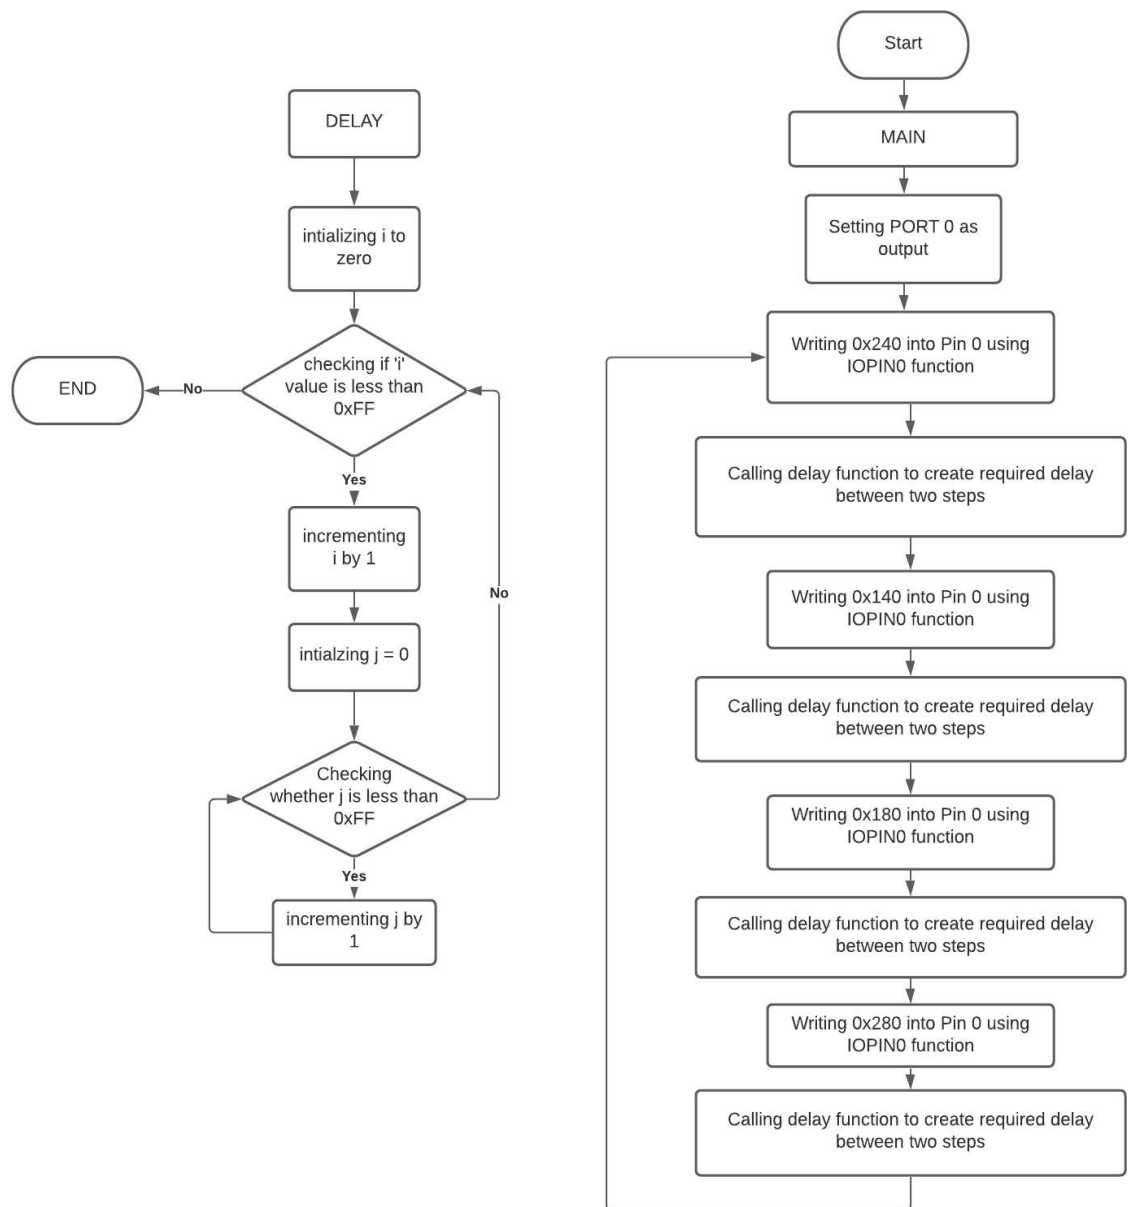 DELAY
intializing i to
zero
checking if 'i'
value is less than
0xFF
No
END
Yes
incrementing
i by 1
No
intialzing j = 0
Checking
whether j is less than
0xFF
Yes
incrementing j by
1
Start
MAIN
Setting PORT 0 as
output
Writing 0x240 into Pin 0 using
IOPIN0 function
Calling delay function to create required delay
between two steps
Writing 0x140 into Pin 0 using
IOPIN0 function
Calling delay function to create required delay
between two steps
Writing 0x180 into Pin 0 using
IOPIN0 function
Calling delay function to create required delay
between two steps
Writing 0x280 into Pin 0 using
IOPIN0 function
Calling delay function to create required delay
between two steps